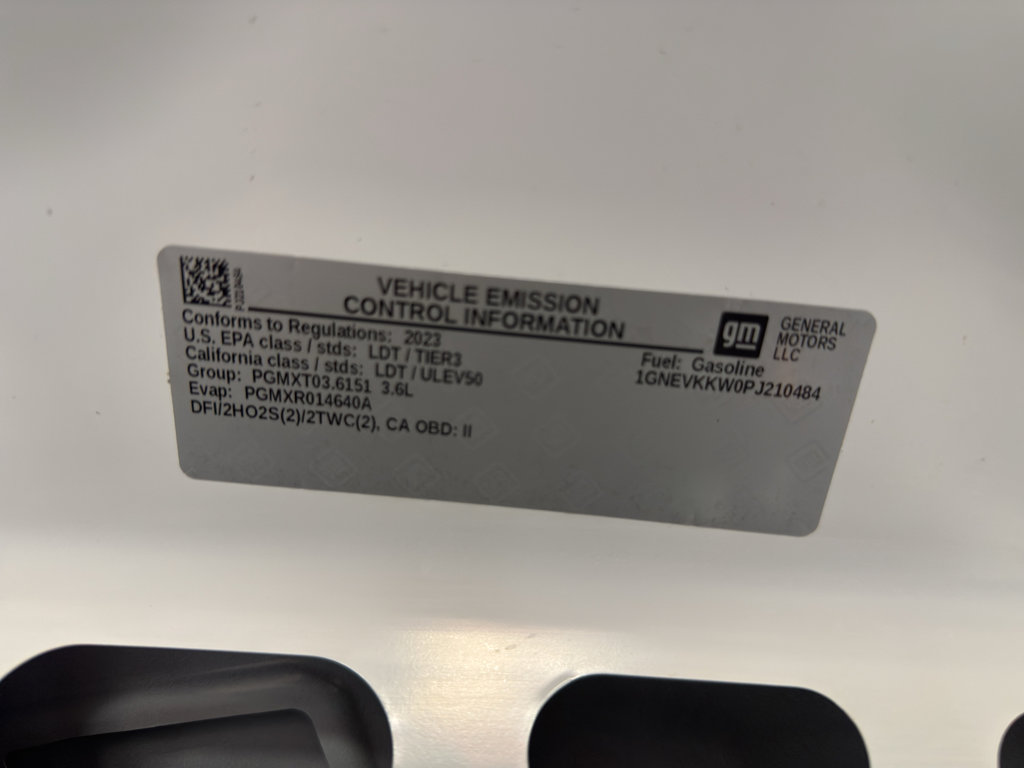 VEHICLE EMISSION
CONTROL INFORMATION
gm
GENERAL
MOTORS
LLC
Conforms to Regulations: 2023
U.S. EPA class / stds: LDT / TIER3
California class / stds: LDT / ULEV50
Group: PGMXT03.6151 3.6L
Evap: PGMXR014640A
DFI/2HO2S(2)/2TWC(2), CA OBD: II
Fuel: Gasoline
1GNEVKKW0PJ210484